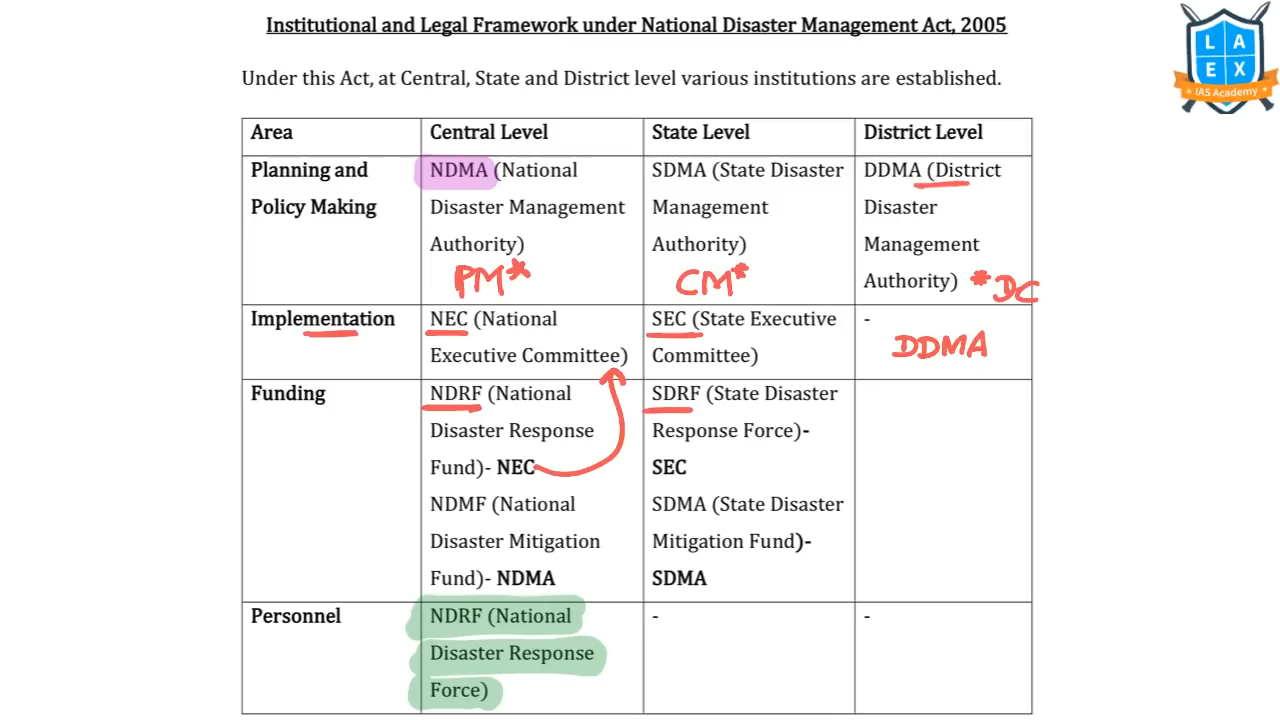 Institutional and Legal Framework under National Disaster Management Act, 2005
L A
E X
IAS Academy
Under this Act, at Central, State and District level various institutions are established.
Area
Central Level
State Level
District Level
Planning and
Policy Making
NDMA (National
Disaster Management
Authority)
PM*
SDMA (State Disaster
Management
Authority)
CM*
DDMA (District
Disaster
Management
Authority) *DC
Implementation
NEC (National
Executive Committee)
SEC (State Executive
Committee)
-
DDMA
Funding
NDRF (National
Disaster Response
Fund)- NEC
NDMF (National
Disaster Mitigation
Fund)- NDMA
SDRF (State Disaster
Response Force)-
SEC
SDMA (State Disaster
Mitigation Fund)-
SDMA
Personnel
NDRF (National
Disaster Response
Force)
-
-